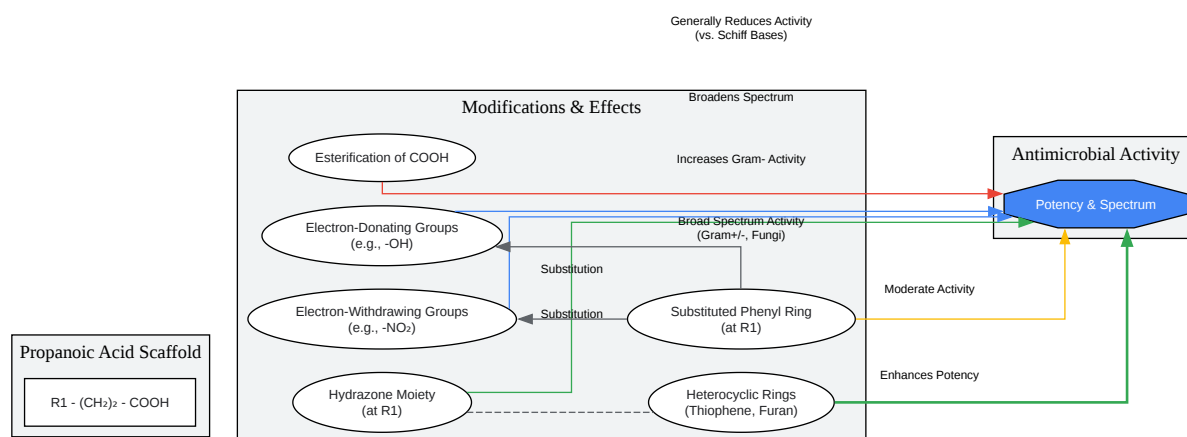 Generally Reduces Activity
(vs. Schiff Bases)
Modifications & Effects
Broadens Spectrum
Esterification of COOH
Increases Gram- Activity
Antimicrobial Activity
Potency & Spectrum
Electron-Donating Groups
(e.g., -OH)
Broad Spectrum Activity
(Gram+/-, Fungi)
Substitution
Moderate Activity
Electron-Withdrawing Groups
(e.g., -NO₂)
Substitution
Substituted Phenyl Ring
(at R1)
Propanoic Acid Scaffold
R1 - (CH₂)₂ - COOH
Hydrazone Moiety
(at R1)
Heterocyclic Rings
(Thiophene, Furan)
Enhances Potency